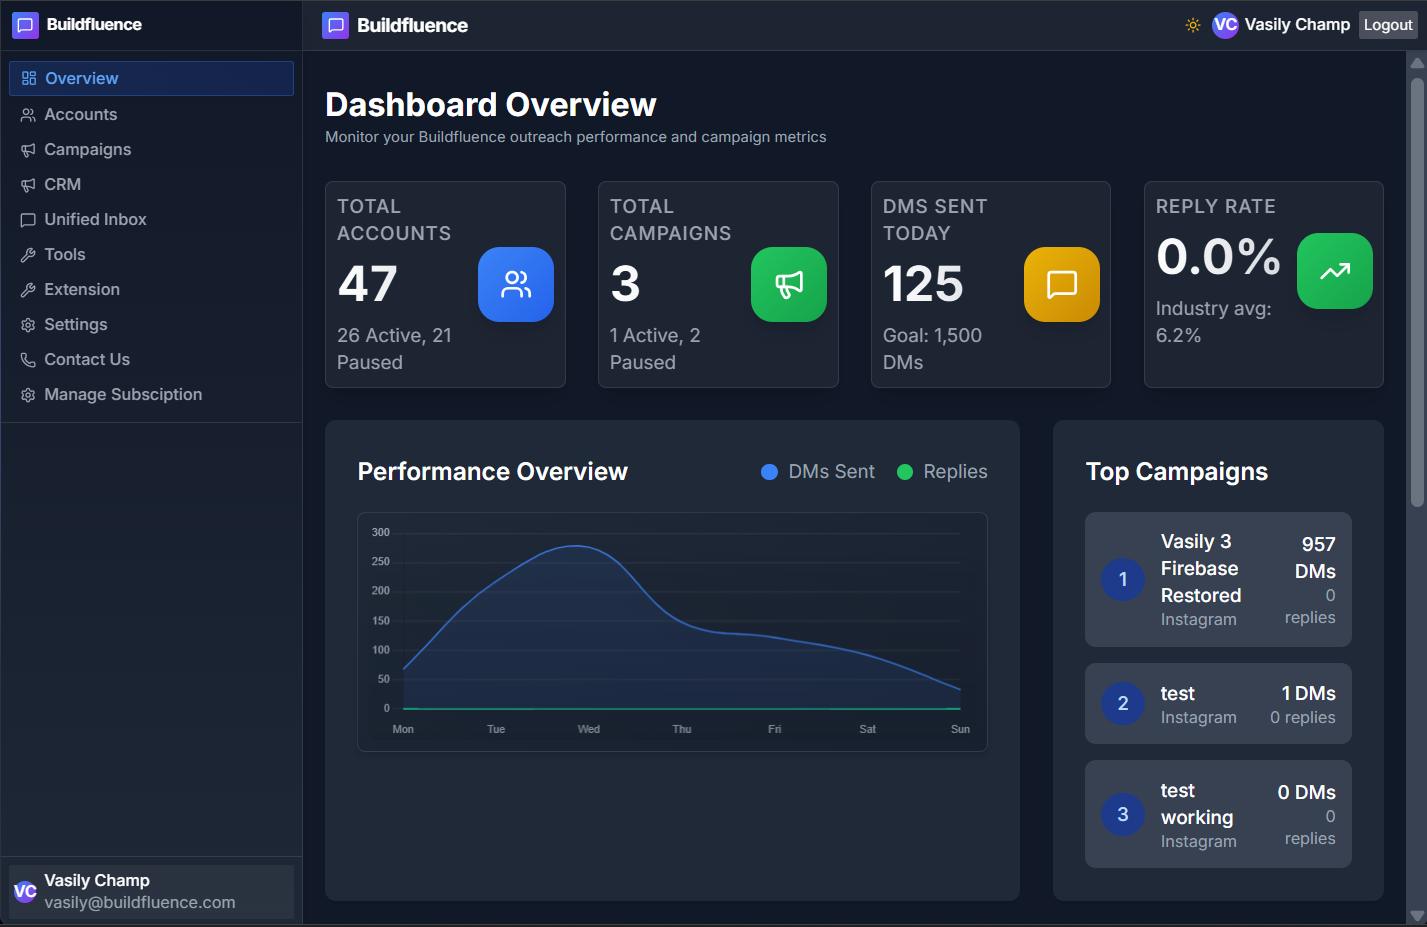 Buildfluence
Overview
Accounts
Campaigns
CRM
Unified Inbox
Tools
Extension
Settings
Contact Us
Manage Subsciption
Vasily Champ
vasily@buildfluence.com
VC
Buildfluence
VC
Vasily Champ
Logout
Dashboard Overview
Monitor your Buildfluence outreach performance and campaign metrics
TOTAL
ACCOUNTS
47
26 Active, 21
Paused
TOTAL
CAMPAIGNS
3
1 Active, 2
Paused
DMS SENT
TODAY
125
Goal: 1,500
DMs
REPLY RATE
0.0%
Industry avg:
6.2%
Performance Overview
DMs Sent
Replies
300
250
200
150
100
50
0
Mon Tue Wed Thu Fri Sat Sun
Top Campaigns
1
Vasily 3
Firebase
Restored
Instagram
957
DMs
0
replies
2
test
Instagram
1 DMs
0 replies
3
test
working
Instagram
0 DMs
0
replies